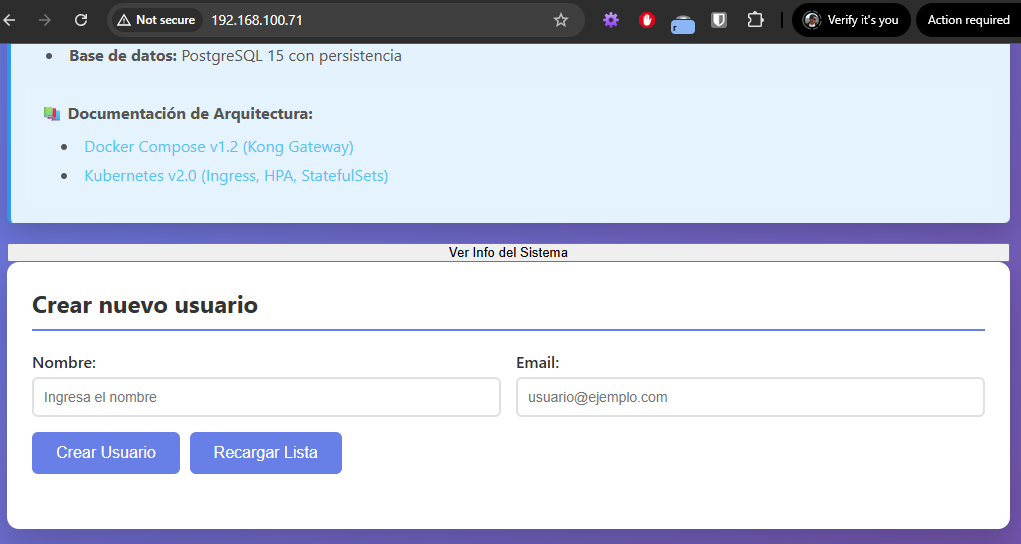 Not secure
192.168.100.71
Verify it's you
Action required
Base de datos: PostgreSQL 15 con persistencia
Documentación de Arquitectura:
Docker Compose v1.2 (Kong Gateway)
Kubernetes v2.0 (Ingress, HPA, StatefulSets)
Ver Info del Sistema
Crear nuevo usuario
Nombre:
Email:
Ingresa el nombre
usuario@ejemplo.com
Crear Usuario
Recargar Lista